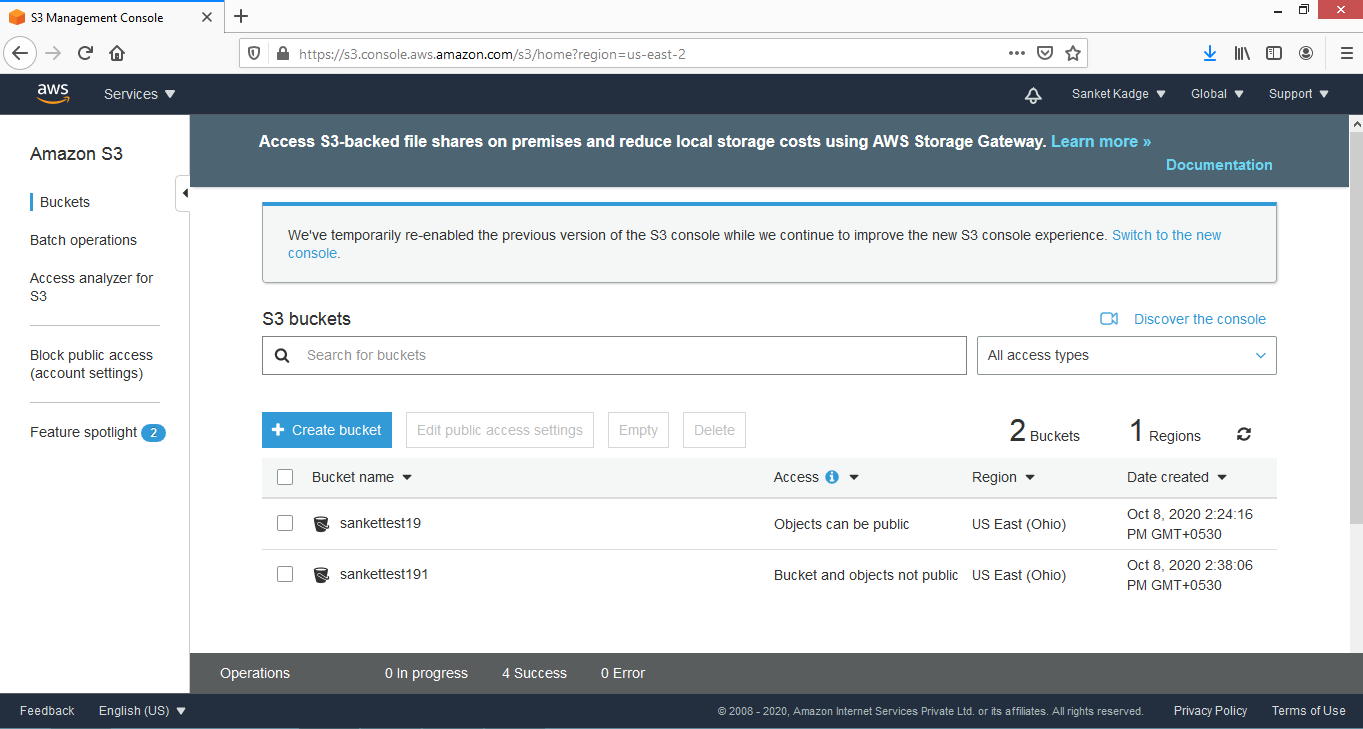 S3 Management Console
https://s3.console.aws.amazon.com/s3/home?region=us-east-2
aws
Services
Sanket Kadge
Global
Support
Amazon S3
Buckets
Batch operations
Access analyzer for
S3
Block public access
(account settings)
Feature spotlight 2
Access S3-backed file shares on premises and reduce local storage costs using AWS Storage Gateway. Learn more »
Documentation
We've temporarily re-enabled the previous version of the S3 console while we continue to improve the new S3 console experience. Switch to the new
console.
S3 buckets
Discover the console
Search for buckets
All access types
Create bucket
Edit public access settings
Empty
Delete
2 Buckets
1 Regions
Bucket name
Access
Region
Date created
sankettest19
Objects can be public
US East (Ohio)
Oct 8, 2020 2:24:16
PM GMT+0530
sankettest191
Bucket and objects not public
US East (Ohio)
Oct 8, 2020 2:38:06
PM GMT+0530
Operations
0 In progress
4 Success
0 Error
Feedback
English (US)
© 2008 - 2020, Amazon Internet Services Private Ltd. or its affiliates. All rights reserved.
Privacy Policy
Terms of Use